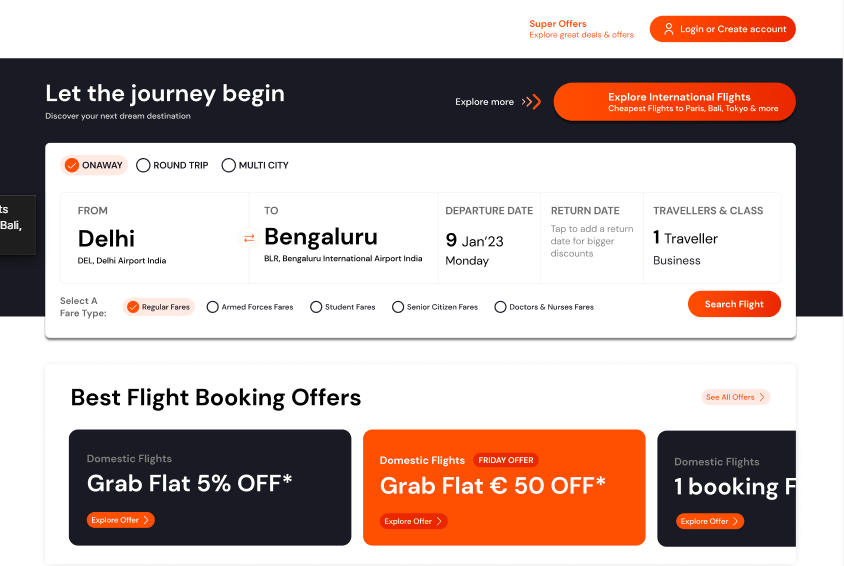 Super Offers
Explore great deals & offers
Login or Create account
Let the journey begin
Discover your next dream destination
Explore more
Explore International Flights
Cheapest Flights to Paris, Bali, Tokyo & more
ONAWAY
ROUND TRIP
MULTI CITY
ts
Bali,
FROM
Delhi
DEL, Delhi Airport India
TO
Bengaluru
BLR, Bengaluru International Airport India
DEPARTURE DATE
9 Jan’23
Monday
RETURN DATE
Tap to add a return
date for bigger
discounts
TRAVELLERS & CLASS
1 Traveller
Business
Select A
Fare Type:
Regular Fares
Armed Forces Fares
Student Fares
Senior Citizen Fares
Doctors & Nurses Fares
Search Flight
Best Flight Booking Offers
See All Offers
Domestic Flights
Grab Flat 5% OFF*
Explore Offer
Domestic Flights
FRIDAY OFFER
Grab Flat € 50 OFF*
Explore Offer
Domestic Flights
1 booking F
Explore Offer